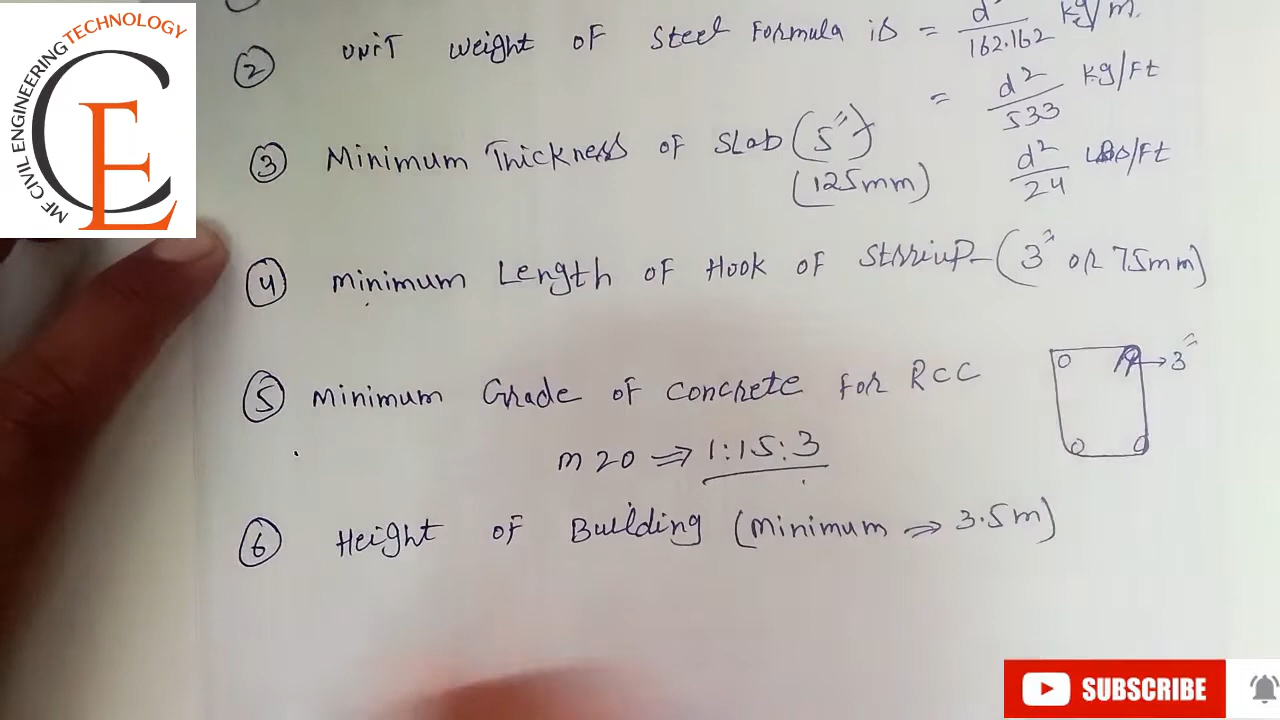 MF CIVIL ENGINEERING TECHNOLOGY
CE
② UNIT Weight OF Steel Formula is = d²/162.162 kg/m.
= d²/533 kg/Ft
③ Minimum Thickness of SLab (5")
(125mm)
d²/24 LBs/Ft
④ Minimum Length OF Hook OF Stirriup-(3" or 75mm)
3"
⑤ Minimum Grade of Concrete For RCC
m20 ⇒ 1:1.5:3
⑥ Height of Building (Minimum ⇒ 3.5m)
SUBSCRIBE